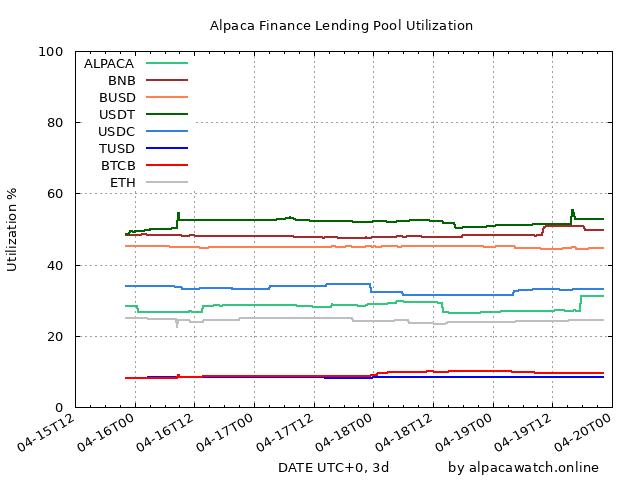 Alpaca Finance Lending Pool Utilization
100
80
60
40
20
0
Utilization %
ALPACA
BNB
BUSD
USDT
USDC
TUSD
BTCB
ETH
04-15T12
04-16T00
04-16T12
04-17T00
04-17T12
04-18T00
04-18T12
04-19T00
04-19T12
04-20T00
DATE UTC+0, 3d
by alpacawatch.online